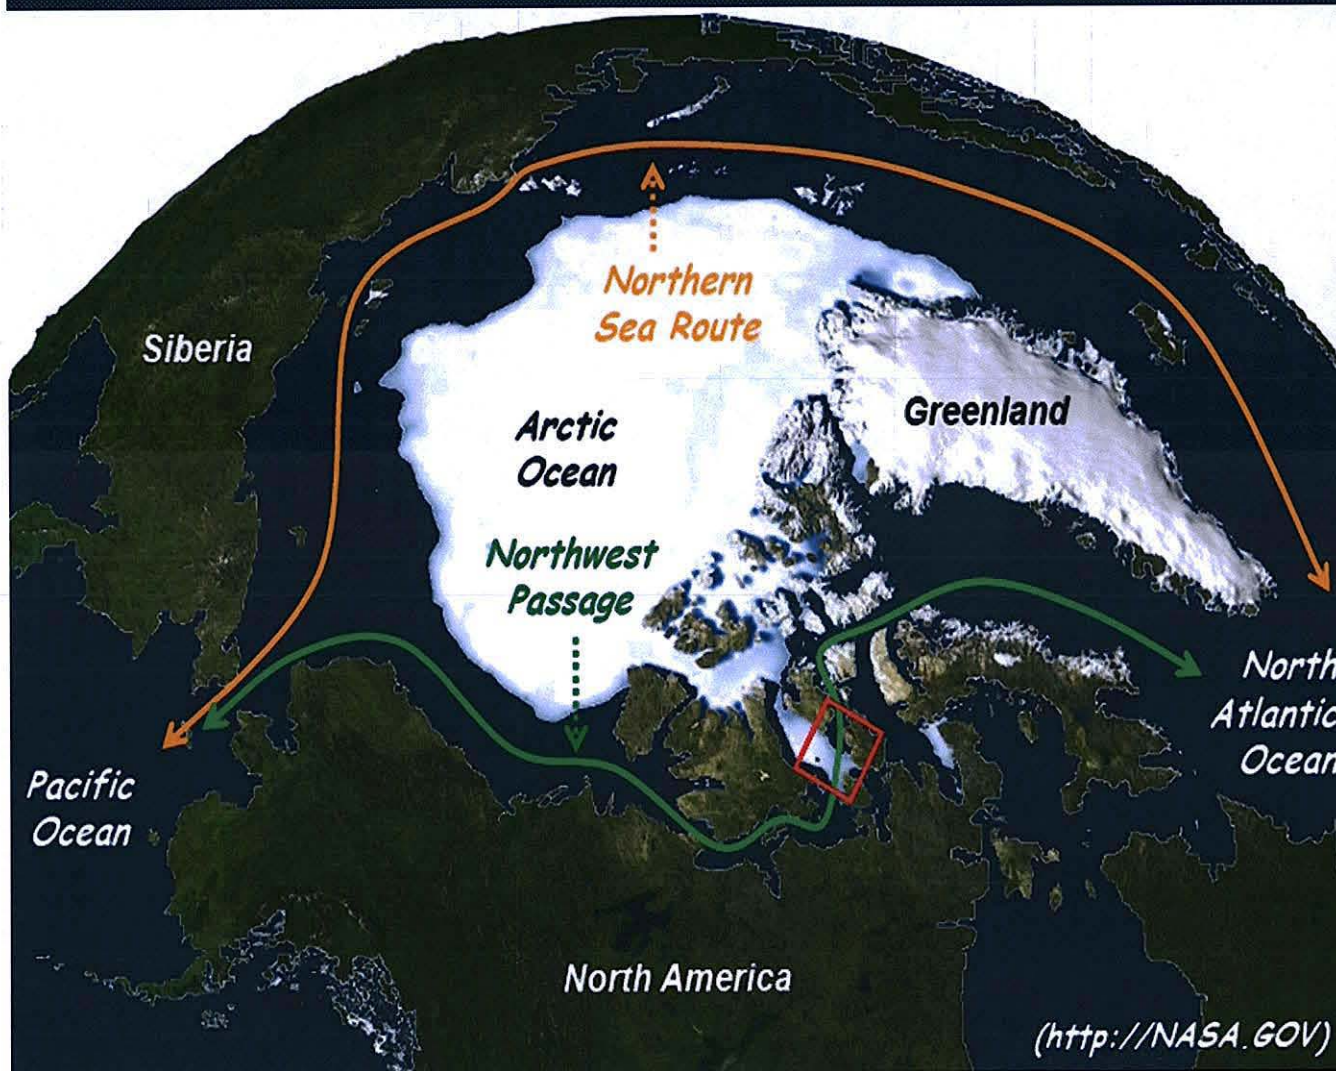 Northern
Sea Route
Siberia
Arctic
Ocean
Greenland
Northwest
Passage
North
Atlantic
Ocean
Pacific
Ocean
North America
(http://NASA.GOV)